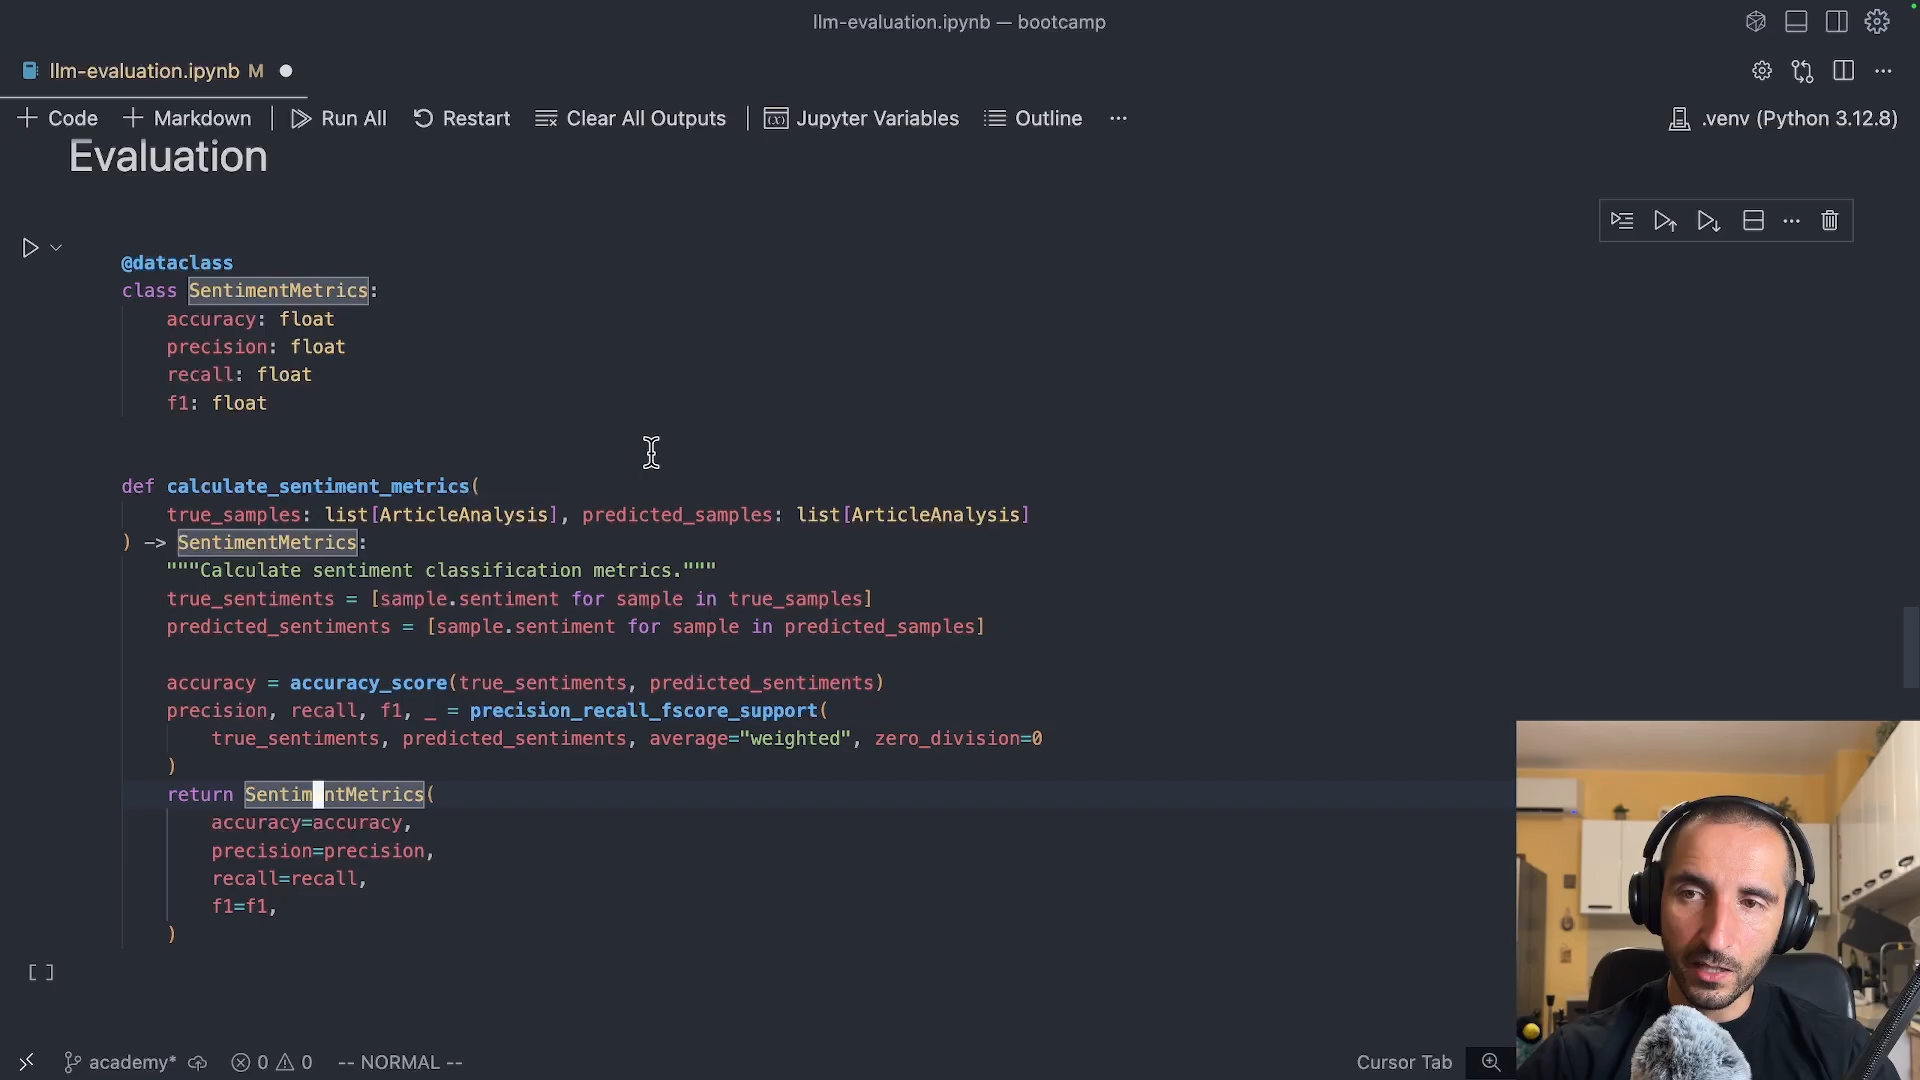 llm-evaluation.ipynb — bootcamp
llm-evaluation.ipynb M
Code Markdown Run All Restart Clear All Outputs Jupyter Variables Outline ... .venv (Python 3.12.8)
Evaluation
@dataclass
class SentimentMetrics:
accuracy: float
precision: float
recall: float
f1: float
def calculate_sentiment_metrics(
true_samples: list[ArticleAnalysis], predicted_samples: list[ArticleAnalysis]
) -> SentimentMetrics:
"""Calculate sentiment classification metrics."""
true_sentiments = [sample.sentiment for sample in true_samples]
predicted_sentiments = [sample.sentiment for sample in predicted_samples]
accuracy = accuracy_score(true_sentiments, predicted_sentiments)
precision, recall, f1, _ = precision_recall_fscore_support(
true_sentiments, predicted_sentiments, average="weighted", zero_division=0
)
return SentimentMetrics(
accuracy=accuracy,
precision=precision,
recall=recall,
f1=f1,
)
[ ]
academy* 0 0 -- NORMAL -- Cursor Tab